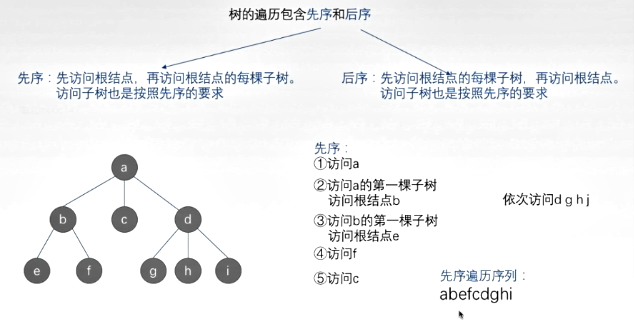 树的遍历包含先序和后序
先序：先访问根结点，再访问根结点的每棵子树。
访问子树也是按照先序的要求
后序：先访问根结点的每棵子树，再访问根结点。
访问子树也是按照先序的要求
a
b
c
d
e
f
g
h
i
先序：
①访问a
②访问a的第一棵子树
访问根结点b
③访问b的第一棵子树
访问根结点e
④访问f
⑤访问c
依次访问d g h j
先序遍历序列：
abefcdghi